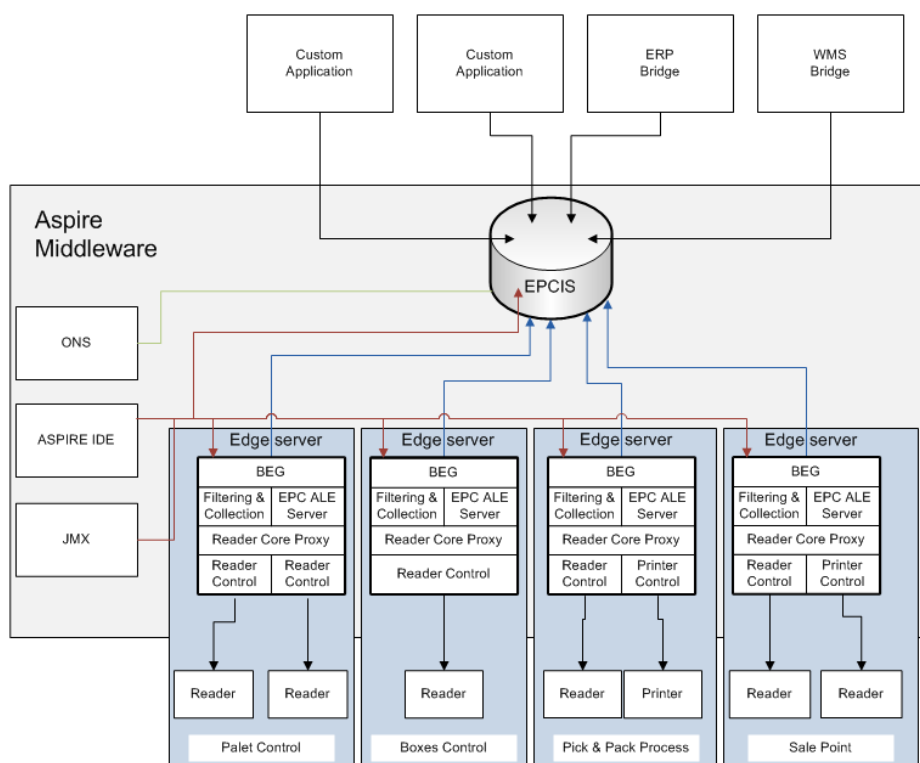 Custom
Application
Custom
Application
ERP
Bridge
WMS
Bridge
Aspire
Middleware
EPCIS
ONS
ASPIRE IDE
JMX
Edge server
BEG
Filtering &
Collection
EPC ALE
Server
Reader Core Proxy
Reader
Control
Reader
Control
Reader
Reader
Palet Control
Edge server
BEG
Filtering &
Collection
EPC ALE
Server
Reader Core Proxy
Reader Control
Reader
Boxes Control
Edge server
BEG
Filtering &
Collection
EPC ALE
Server
Reader Core Proxy
Reader
Control
Printer
Control
Reader
Printer
Pick & Pack Process
Edge server
BEG
Filtering &
Collection
EPC ALE
Server
Reader Core Proxy
Reader
Control
Printer
Control
Reader
Reader
Sale Point